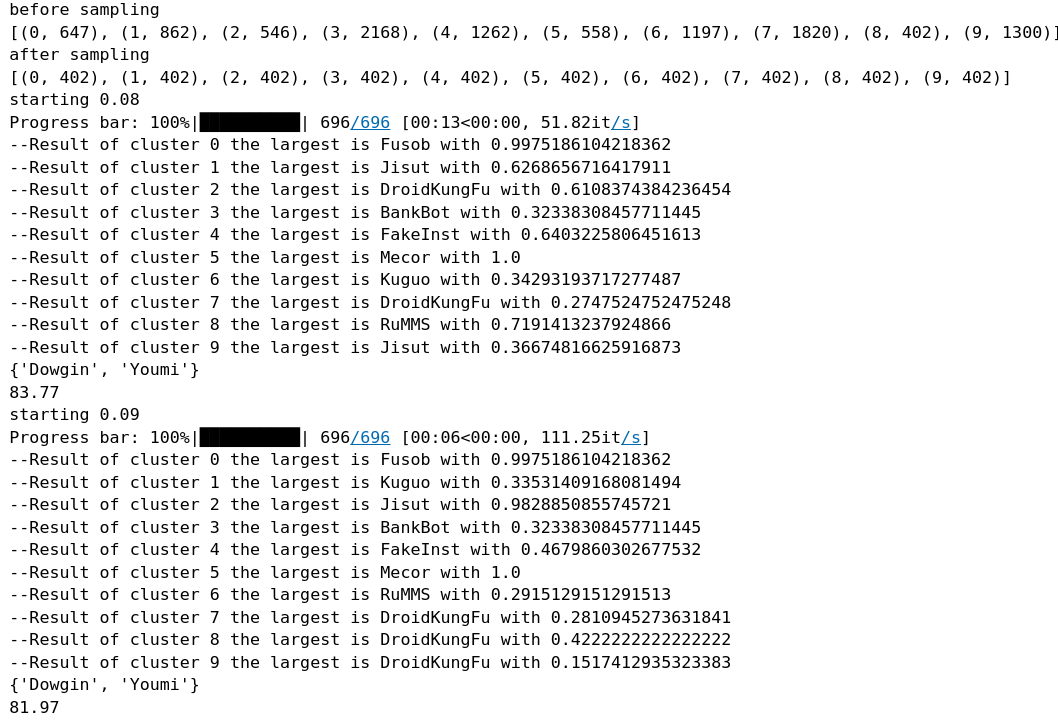 before sampling
[(0, 647), (1, 862), (2, 546), (3, 2168), (4, 1262), (5, 558), (6, 1197), (7, 1820), (8, 402), (9, 1300)]
after sampling
[(0, 402), (1, 402), (2, 402), (3, 402), (4, 402), (5, 402), (6, 402), (7, 402), (8, 402), (9, 402)]
starting 0.08
Progress bar: 100%|██████████| 696/696 [00:13<00:00, 51.82it/s]
--Result of cluster 0 the largest is Fusob with 0.9975186104218362
--Result of cluster 1 the largest is Jisut with 0.6268656716417911
--Result of cluster 2 the largest is DroidKungFu with 0.6108374384236454
--Result of cluster 3 the largest is BankBot with 0.32338308457711445
--Result of cluster 4 the largest is FakeInst with 0.6403225806451613
--Result of cluster 5 the largest is Mecor with 1.0
--Result of cluster 6 the largest is Kuguo with 0.34293193717277487
--Result of cluster 7 the largest is DroidKungFu with 0.2747524752475248
--Result of cluster 8 the largest is RuMMS with 0.7191413237924866
--Result of cluster 9 the largest is Jisut with 0.36674816625916873
{'Dowgin', 'Youmi'}
83.77
starting 0.09
Progress bar: 100%|██████████| 696/696 [00:06<00:00, 111.25it/s]
--Result of cluster 0 the largest is Fusob with 0.9975186104218362
--Result of cluster 1 the largest is Kuguo with 0.33531409168081494
--Result of cluster 2 the largest is Jisut with 0.9828850855745721
--Result of cluster 3 the largest is BankBot with 0.32338308457711445
--Result of cluster 4 the largest is FakeInst with 0.4679860302677532
--Result of cluster 5 the largest is Mecor with 1.0
--Result of cluster 6 the largest is RuMMS with 0.2915129151291513
--Result of cluster 7 the largest is DroidKungFu with 0.2810945273631841
--Result of cluster 8 the largest is DroidKungFu with 0.4222222222222222
--Result of cluster 9 the largest is DroidKungFu with 0.1517412935323383
{'Dowgin', 'Youmi'}
81.97